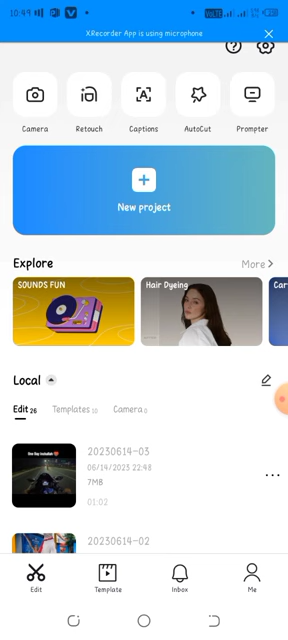 10:49
XRecorder App is using microphone
Camera
Retouch
Captions
AutoCut
Prompter
New project
Explore
More
SOUNDS FUN
Hair Dyeing
Car
Local
Edit 26
Templates 10
Camera 0
20230614-03
06/14/2023 22:48
7MB
01:02
20230614-02
Edit
Template
Inbox
Me